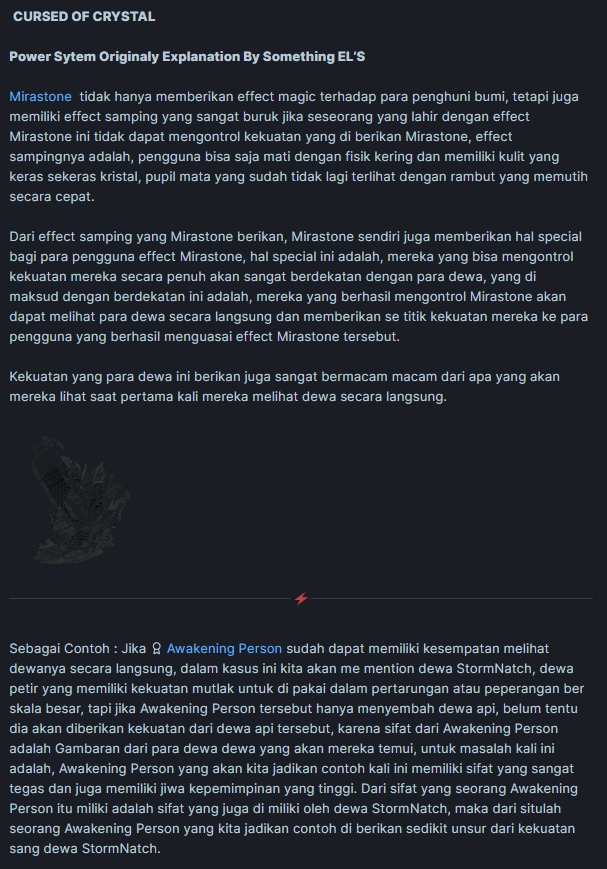 CURSED OF CRYSTAL
Power Sytem Originaly Explanation By Something EL'S
Mirastone tidak hanya memberikan effect magic terhadap para penghuni bumi, tetapi juga
memiliki effect samping yang sangat buruk jika seseorang yang lahir dengan effect
Mirastone ini tidak dapat mengontrol kekuatan yang di berikan Mirastone, effect
sampingnya adalah, pengguna bisa saja mati dengan fisik kering dan memiliki kulit yang
keras sekeras kristal, pupil mata yang sudah tidak lagi terlihat dengan rambut yang memutih
secara cepat.
Dari effect samping yang Mirastone berikan, Mirastone sendiri juga memberikan hal special
bagi para pengguna effect Mirastone, hal special ini adalah, mereka yang bisa mengontrol
kekuatan mereka secara penuh akan sangat berdekatan dengan para dewa, yang di
maksud dengan berdekatan ini adalah, mereka yang berhasil mengontrol Mirastone akan
dapat melihat para dewa secara langsung dan memberikan se titik kekuatan mereka ke para
pengguna yang berhasil menguasai effect Mirastone tersebut.
Kekuatan yang para dewa ini berikan juga sangat bermacam macam dari apa yang akan
mereka lihat saat pertama kali mereka melihat dewa secara langsung.
Sebagai Contoh : Jika Awakening Person sudah dapat memiliki kesempatan melihat
dewanya secara langsung, dalam kasus ini kita akan me mention dewa StormNatch, dewa
petir yang memiliki kekuatan mutlak untuk di pakai dalam pertarungan atau peperangan ber
skala besar, tapi jika Awakening Person tersebut hanya menyembah dewa api, belum tentu
dia akan diberikan kekuatan dari dewa api tersebut, karena sifat dari Awakening Person
adalah Gambaran dari para dewa dewa yang akan mereka temui, untuk masalah kali ini
adalah, Awakening Person yang akan kita jadikan contoh kali ini memiliki sifat yang sangat
tegas dan juga memiliki jiwa kepemimpinan yang tinggi. Dari sifat yang seorang Awakening
Person itu miliki adalah sifat yang juga di miliki oleh dewa StormNatch, maka dari situlah
seorang Awakening Person yang kita jadikan contoh di berikan sedikit unsur dari kekuatan
sang dewa StormNatch.